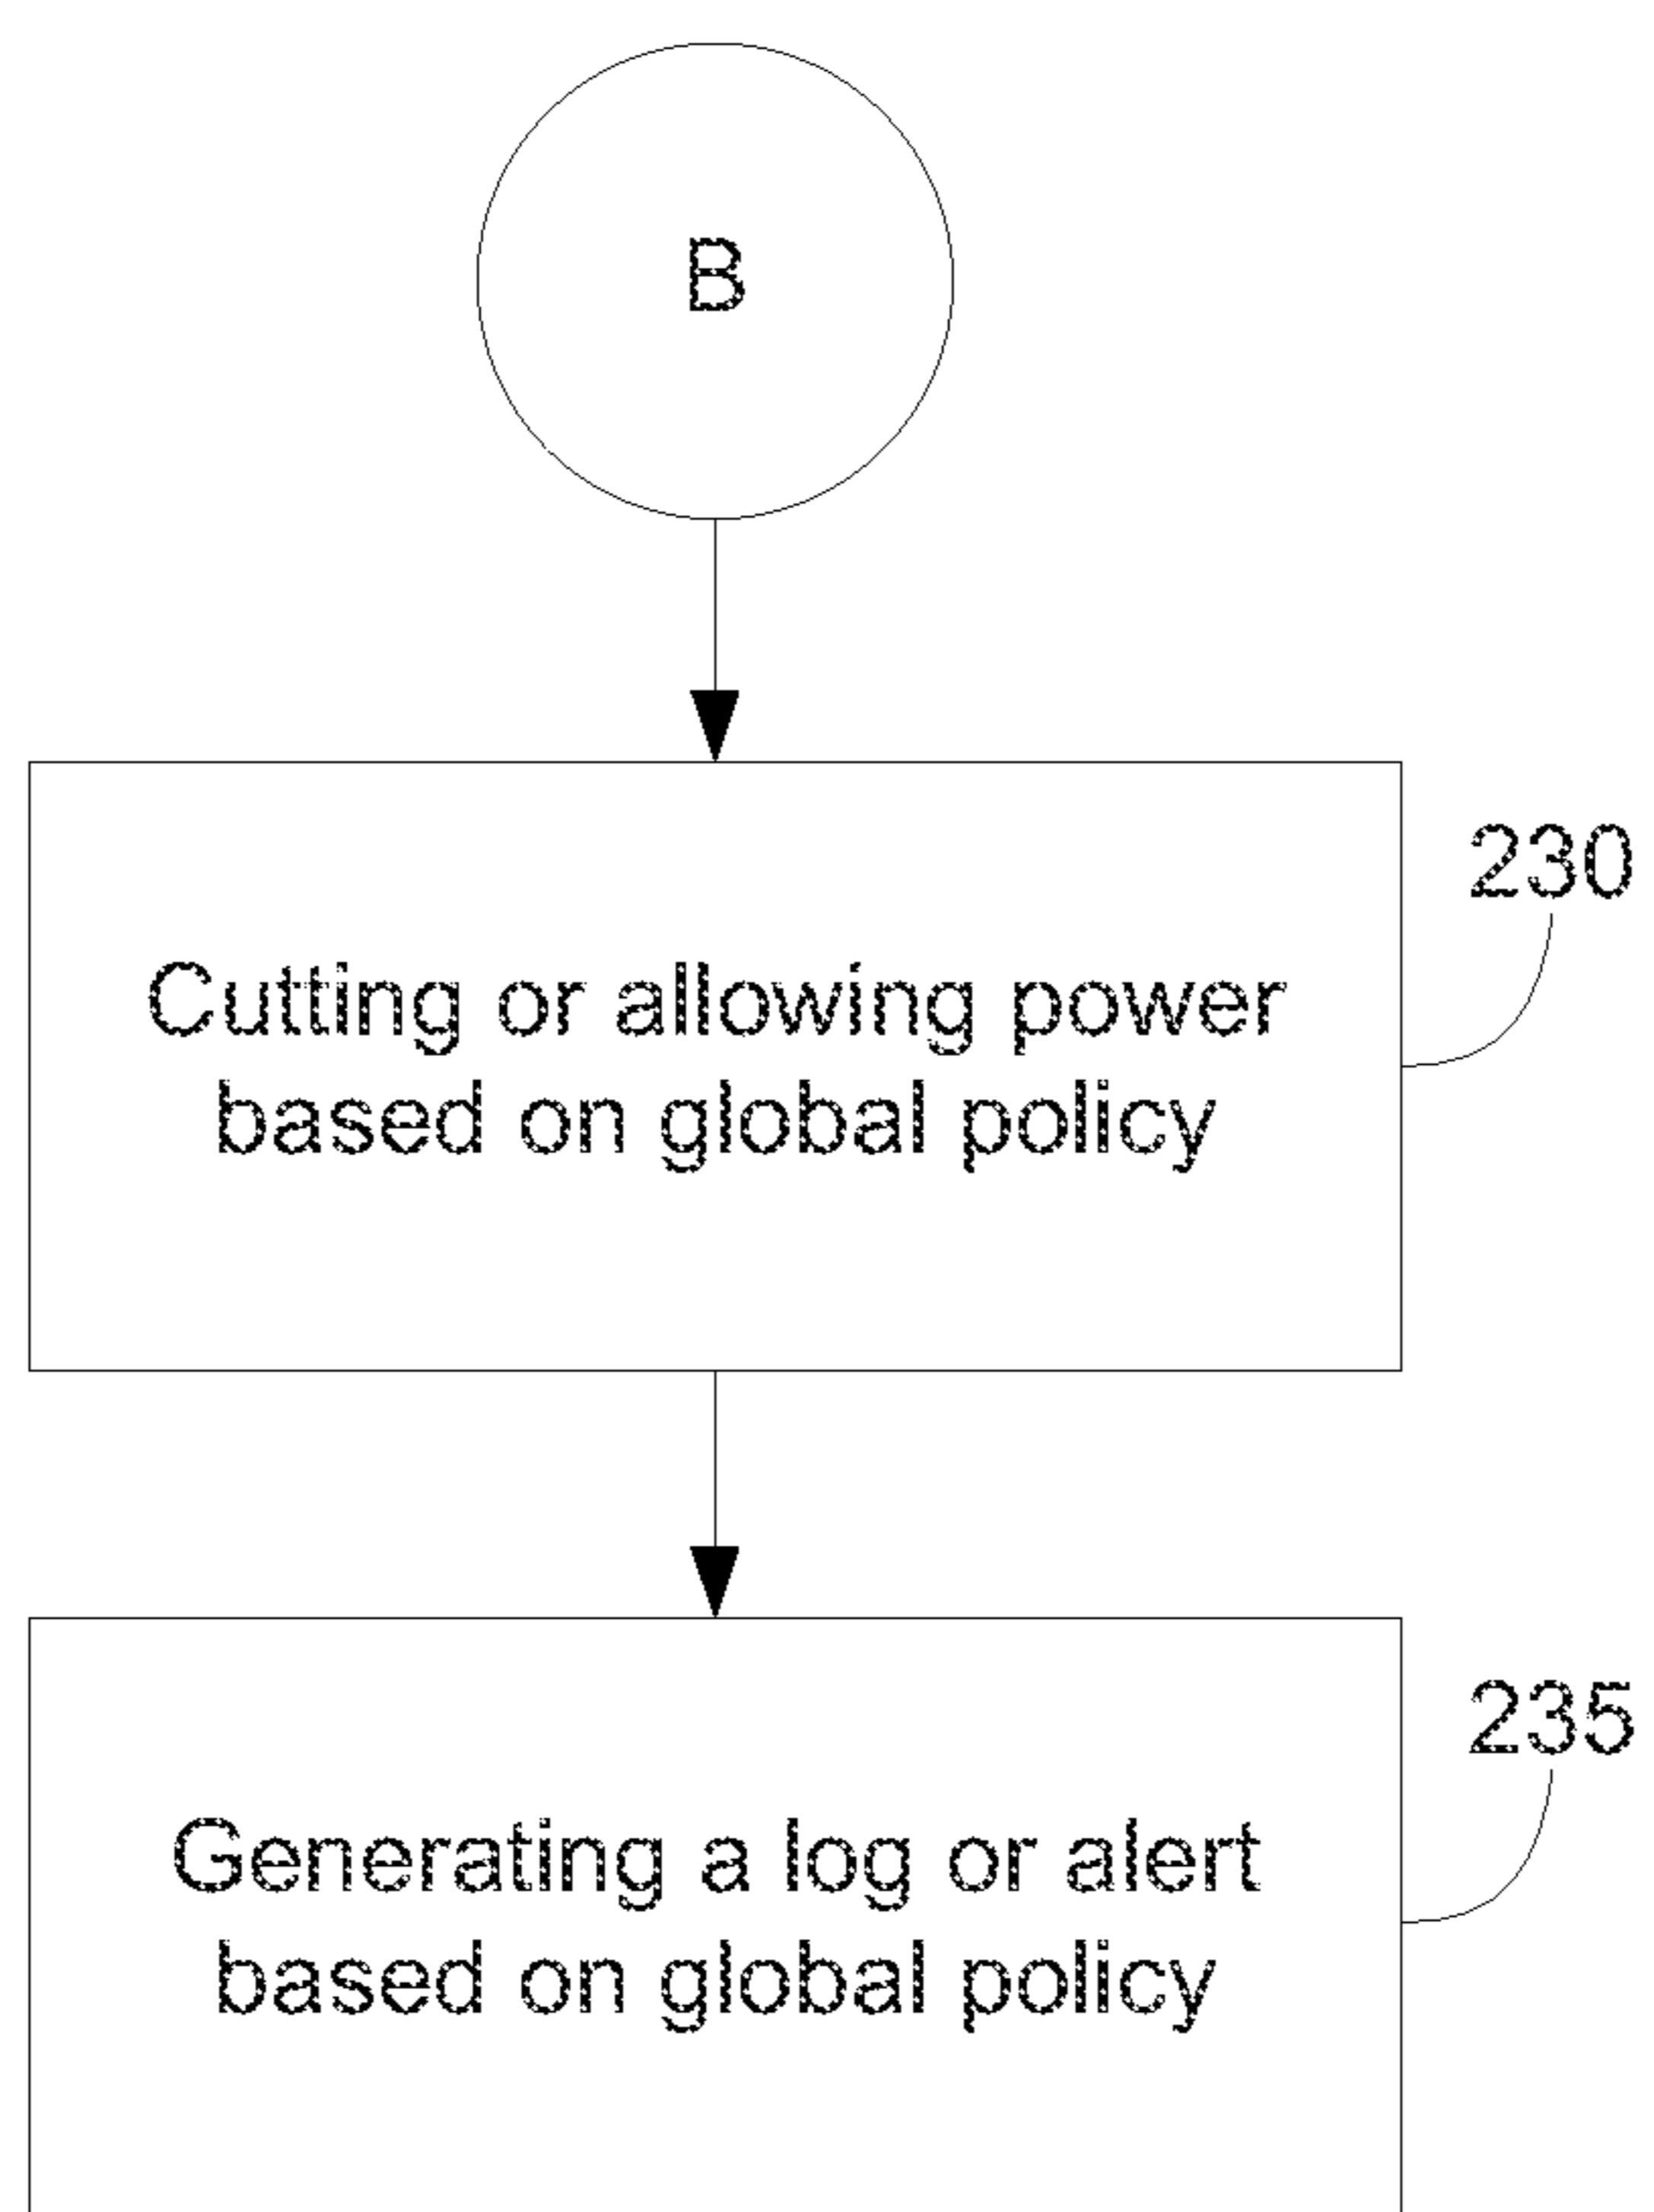 B
230
Cutting or allowing power
based on global policy
235
Generating a log or alert
based on global policy